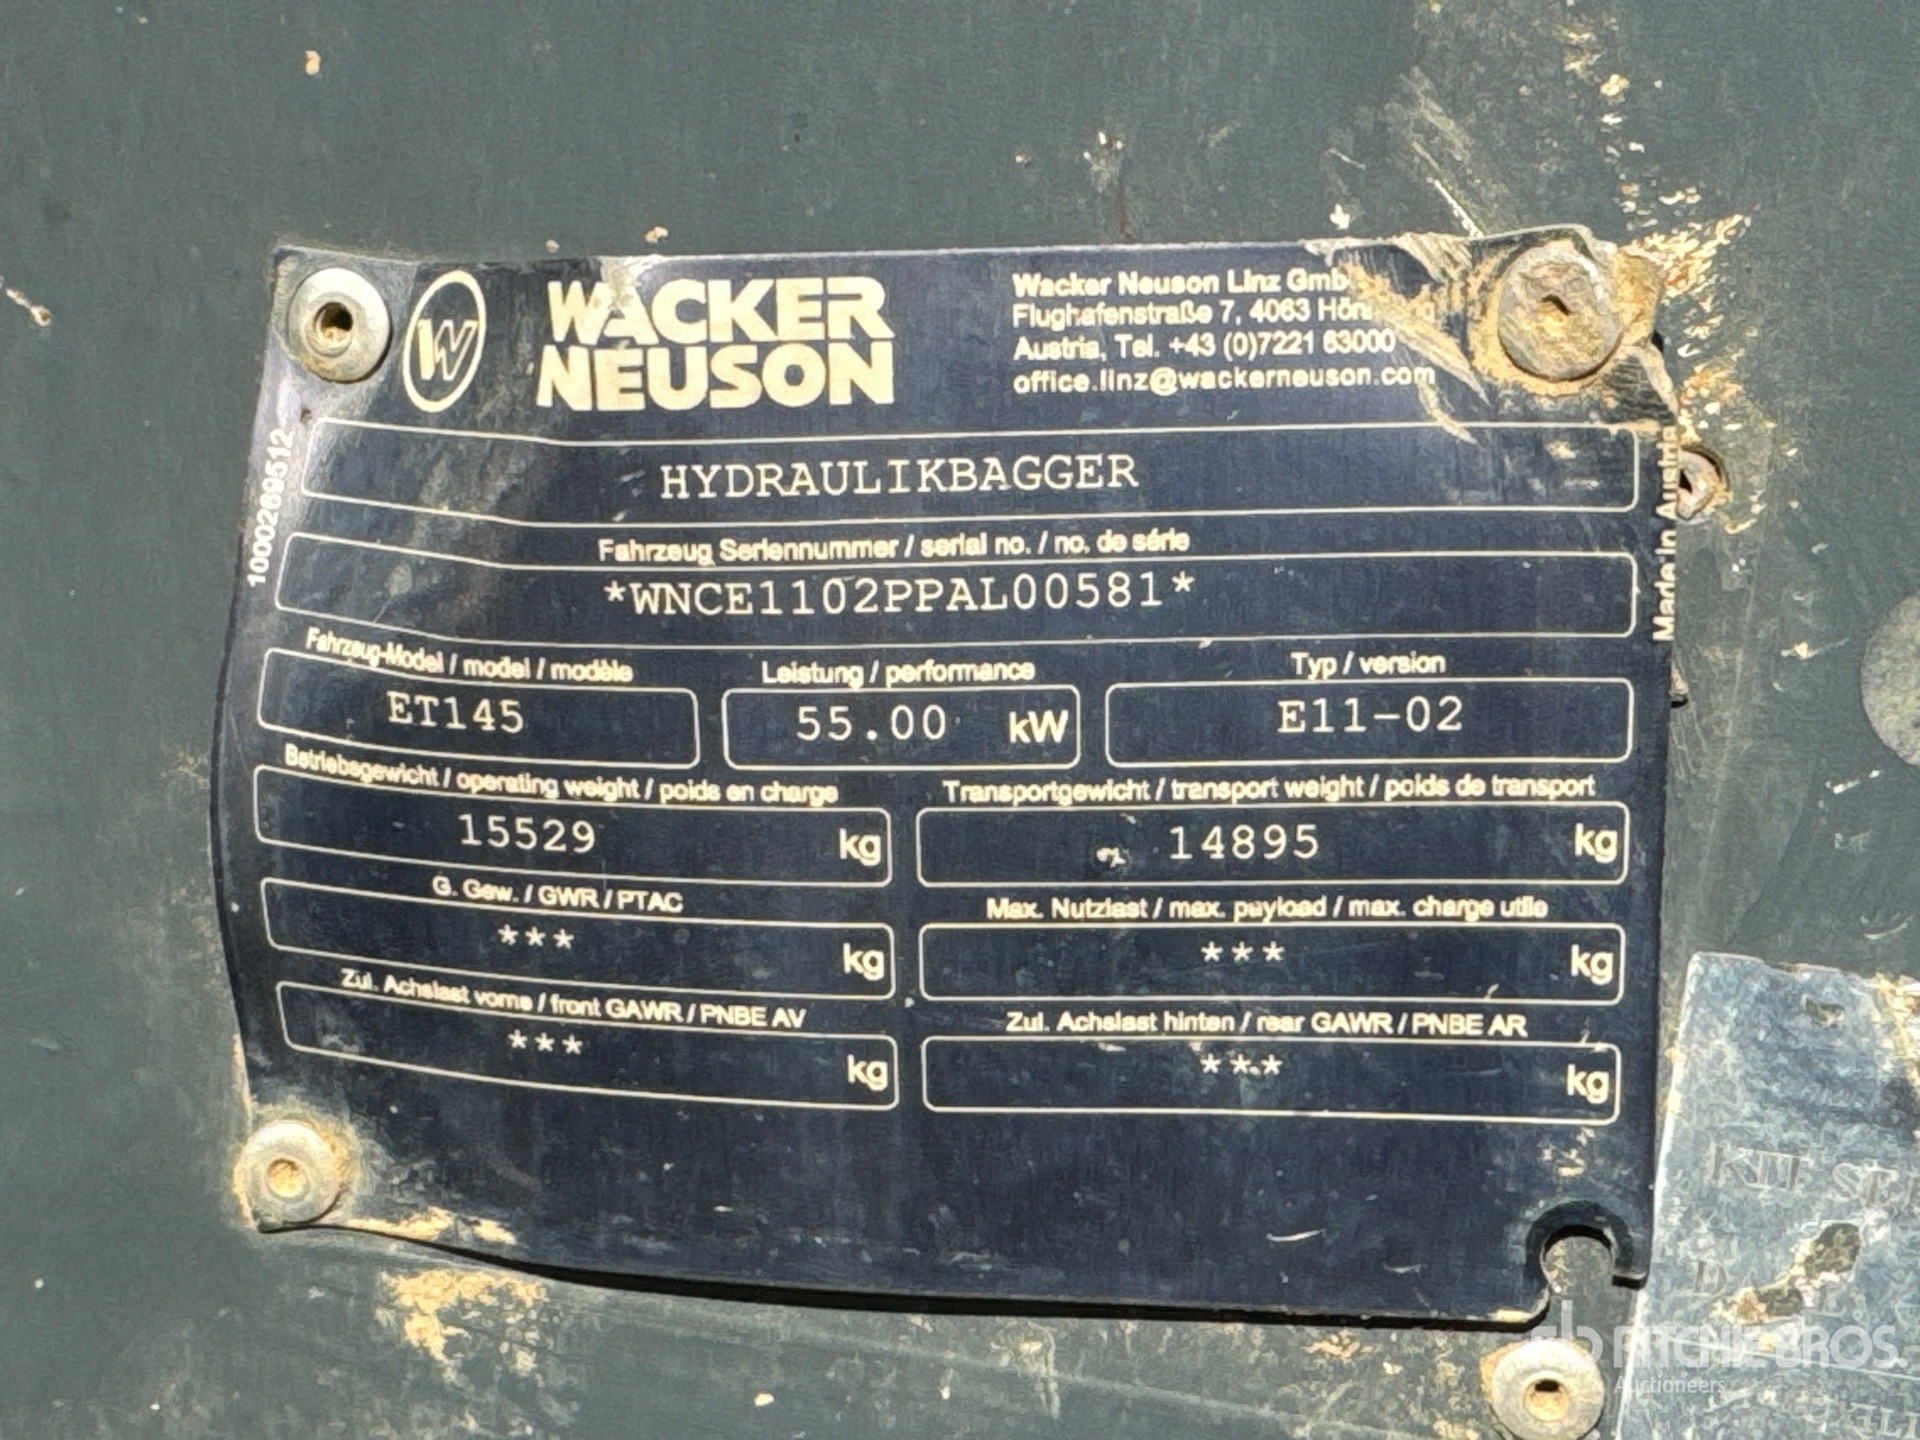 W
WACKER
NEUSON
Wacker Neuson Linz
Flughafenstraße 7, 4063
Austria, Tel. +43 (0)7221 63000
office.linz@wackerneuson.com
1000269512
HYDRAULIKBAGGER
Made in Austria
Fahrzeug Seriennummer / serial no. / no. de série
*WNCE1102PPAL00581*
Fahrzeug-Model / model / modèle
ET145
Leistung / performance
55.00 kW
Typ / version
E11-02
Betriebsgewicht / operating weight / poids en charge
15529 kg
Transportgewicht / transport weight / poids de transport
14895 kg
G. Gew. / GWR / PTAC
*** kg
Max. Nutzlast / max. payload / max. charge utile
*** kg
Zul. Achslast vorne / front GAWR / PNBE AV
*** kg
Zul. Achslast hinten / rear GAWR / PNBE AR
*** kg
rb RITCHIE BROS.
Auctioneers